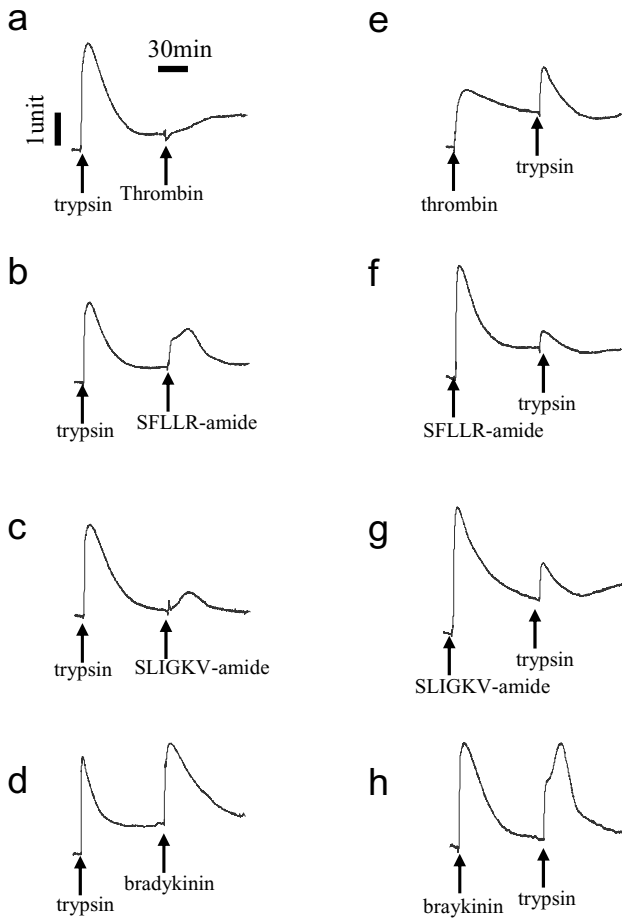 a
30min
1unit
trypsin
Thrombin
b
trypsin
SFLLR-amide
c
trypsin
SLIGKV-amide
d
trypsin
bradykinin
e
thrombin
trypsin
f
SFLLR-amide
trypsin
g
SLIGKV-amide
trypsin
h
braykinin
trypsin